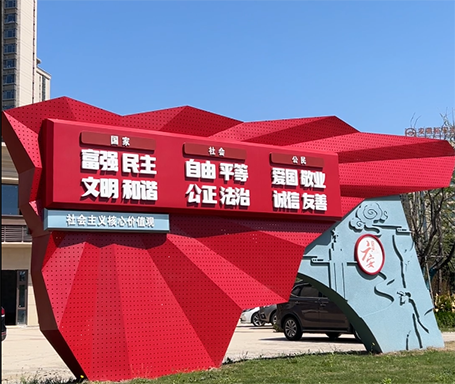 国家
富强 民主
文明 和谐
社会
自由 平等
公正 法治
公民
爱国 敬业
诚信 友善
社会主义核心价值观